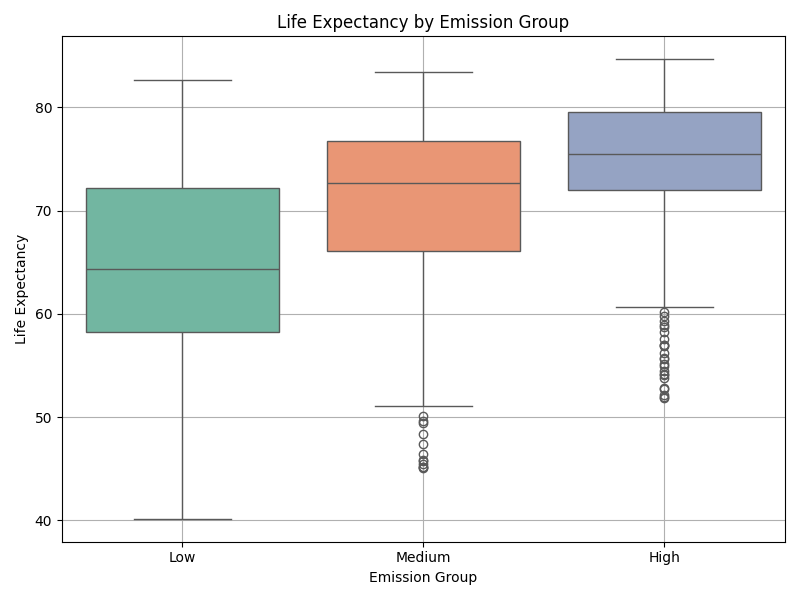 Life Expectancy by Emission Group
Life Expectancy
80
70
60
50
40
Low Medium High
Emission Group